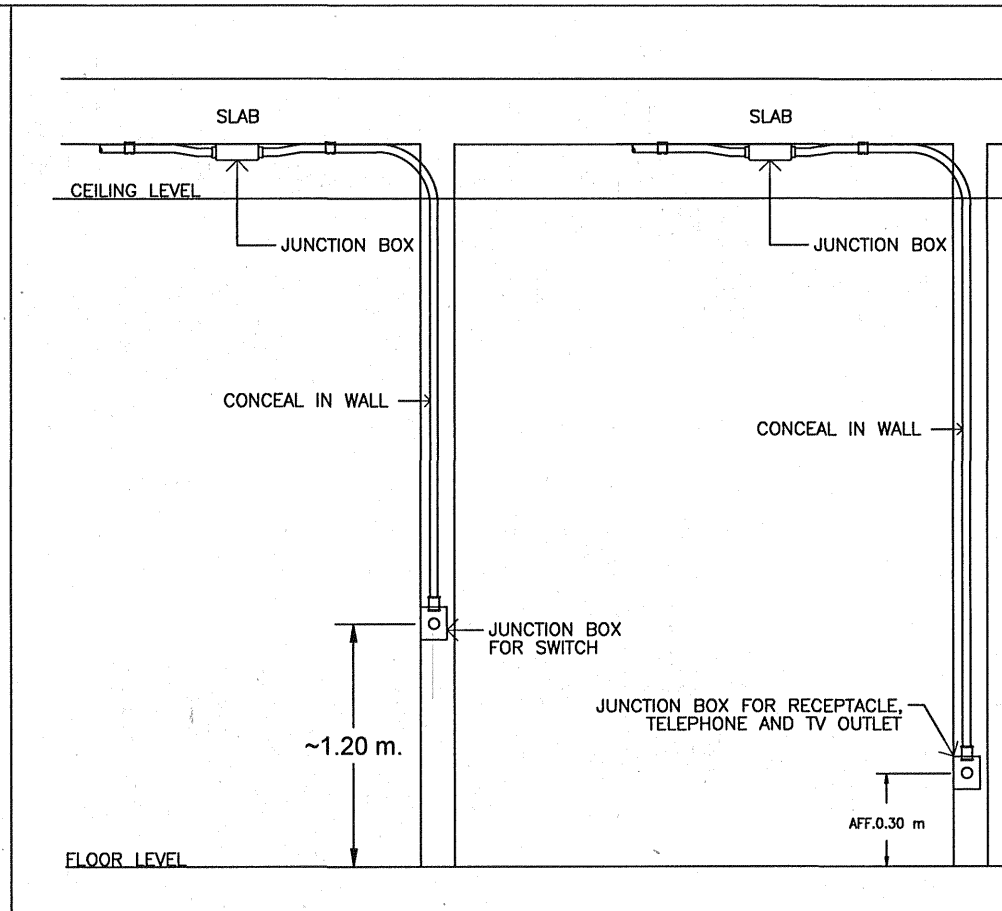 SLAB
SLAB
CEILING LEVEL
JUNCTION BOX
JUNCTION BOX
CONCEAL IN WALL
CONCEAL IN WALL
JUNCTION BOX
FOR SWITCH
JUNCTION BOX FOR RECEPTACLE,
TELEPHONE AND TV OUTLET
~1.20 m.
AFF.0.30 m
FLOOR LEVEL